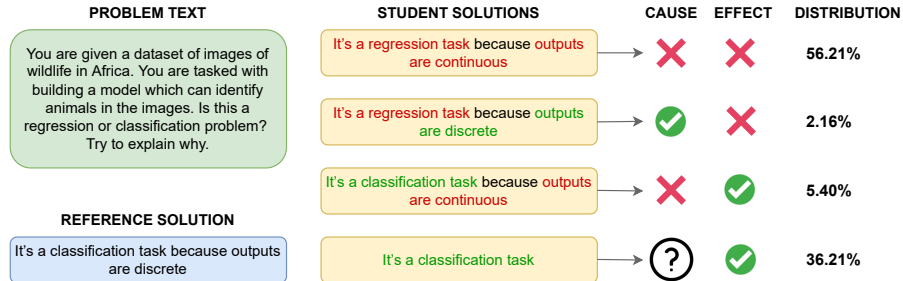 PROBLEM TEXT
You are given a dataset of images of
wildlife in Africa. You are tasked with
building a model which can identify
animals in the images. Is this a
regression or classification problem?
Try to explain why.
REFERENCE SOLUTION
It's a classification task because outputs
are discrete
STUDENT SOLUTIONS
CAUSE
EFFECT
DISTRIBUTION
It's a regression task because outputs
are continuous
56.21%
It's a regression task because outputs
are discrete
2.16%
It's a classification task because outputs
are continuous
5.40%
It's a classification task
?
36.21%